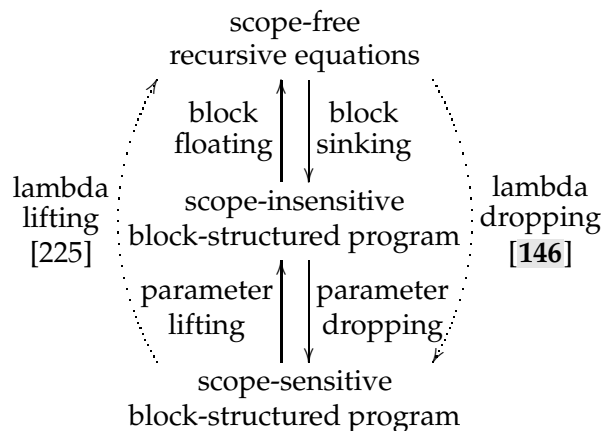 scope-free
recursive equations
block
floating
block
sinking
lambda
lifting
[225]
scope-insensitive
block-structured program
lambda
dropping
[146]
parameter
lifting
parameter
dropping
scope-sensitive
block-structured program